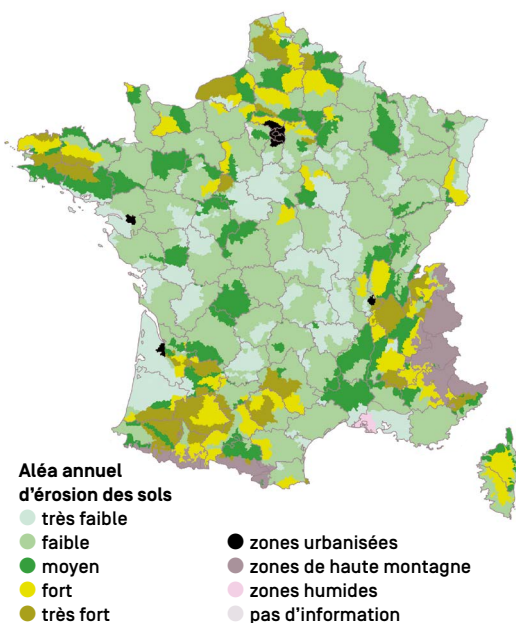 Aléa annuel
d'érosion des sols
très faible
faible
moyen
fort
très fort
zones urbanisées
zones de haute montagne
zones humides
pas d'information